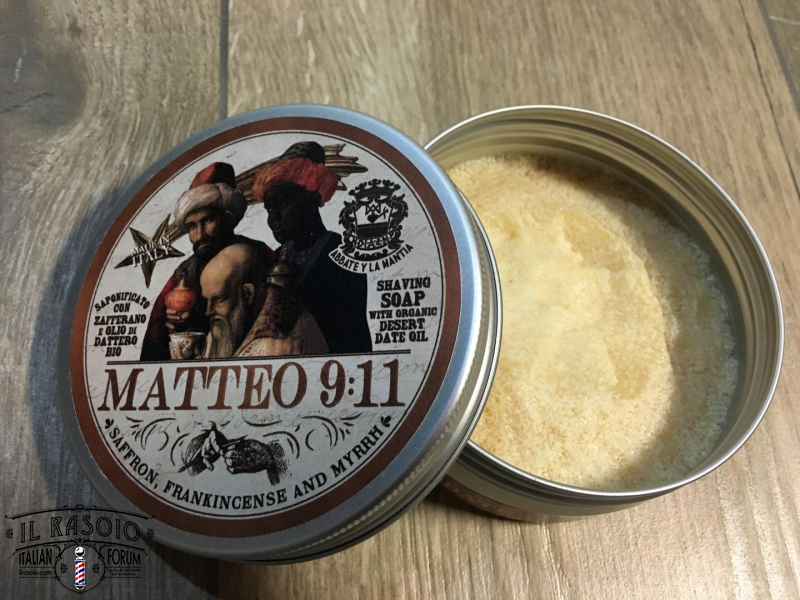 MADE IN
ITALY
ABBATE Y LA MANTIA
SAPONIFICATO
CON
ZAFFERANO
E OLIO DI
DATTERO
BIO
SHAVING
SOAP
WITH ORGANIC
DESERT
DATE OIL
MATTEO 9:11
SAFFRON, FRANKINCENSE AND MYRRH
IL RASOIO
ITALIAN FORUM
ilrasoio.com